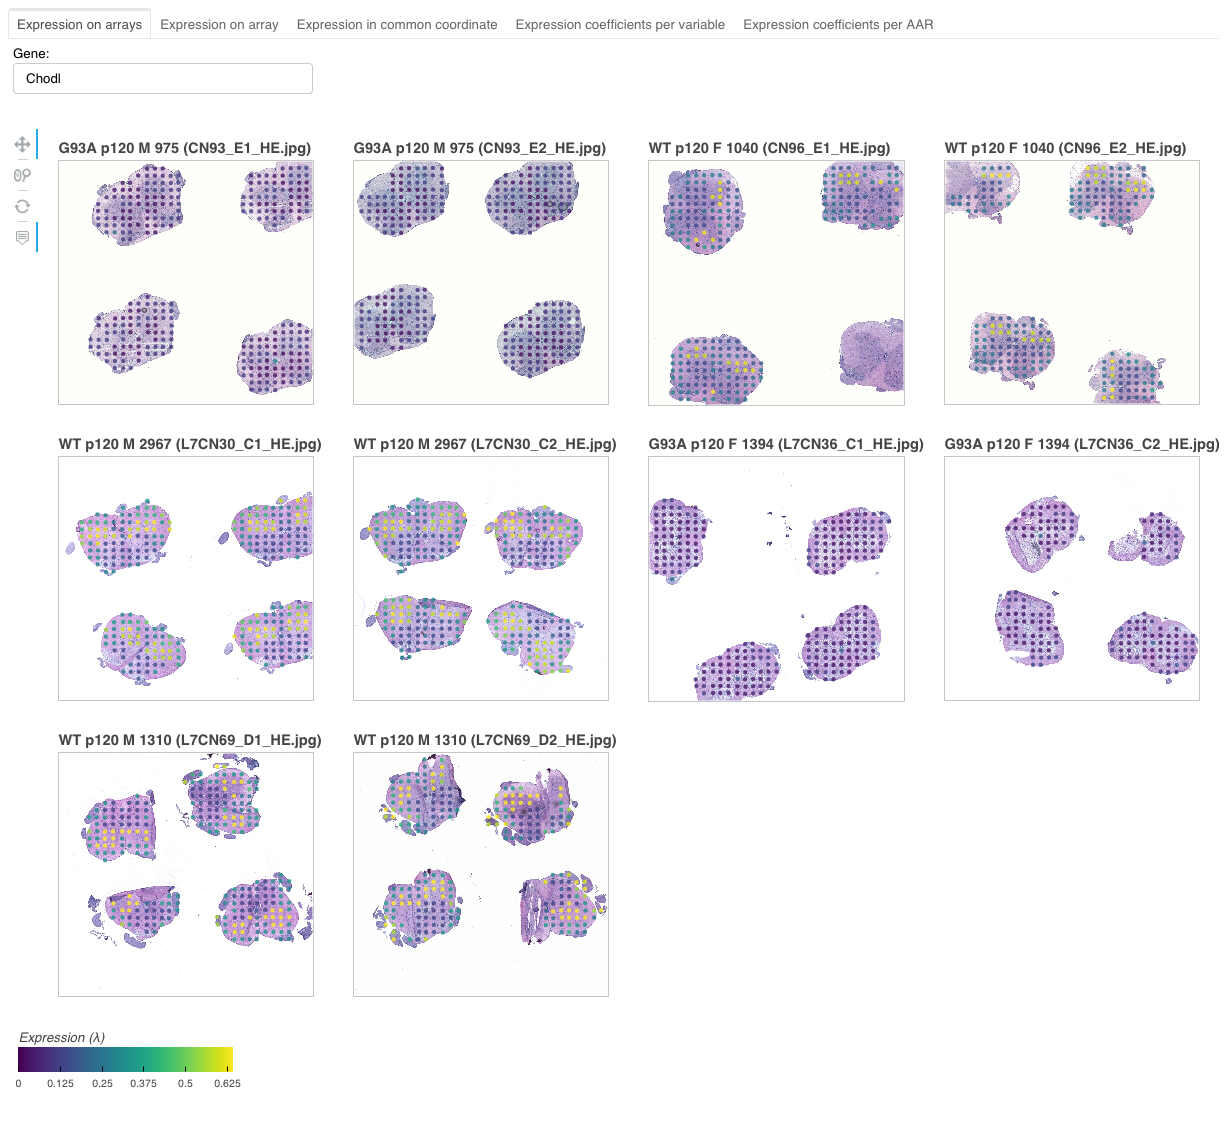 Expression on arrays Expression on array Expression in common coordinate Expression coefficients per variable Expression coefficients per AAR
Gene:
Chodl
G93A p120 M 975 (CN93_E1_HE.jpg) G93A p120 M 975 (CN93_E2_HE.jpg) WT p120 F 1040 (CN96_E1_HE.jpg) WT p120 F 1040 (CN96_E2_HE.jpg)
WT p120 M 2967 (L7CN30_C1_HE.jpg) WT p120 M 2967 (L7CN30_C2_HE.jpg) G93A p120 F 1394 (L7CN36_C1_HE.jpg) G93A p120 F 1394 (L7CN36_C2_HE.jpg)
WT p120 M 1310 (L7CN69_D1_HE.jpg) WT p120 M 1310 (L7CN69_D2_HE.jpg)
Expression (λ)
0 0.125 0.25 0.375 0.5 0.625